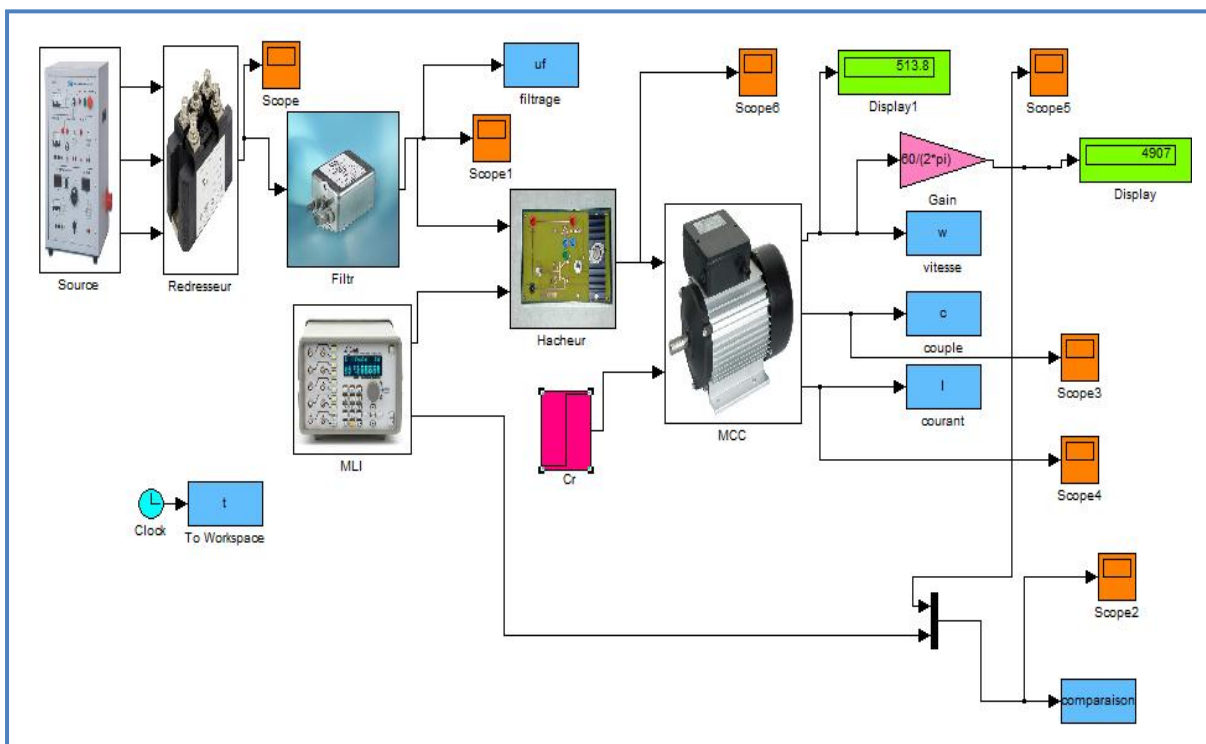 Source
Redresseur
Scope
Filtr
uf
filtrage
Scope1
Hacheur
MLI
Clock
t
To Workspace
Cr
MCC
Scope6
513.8
Display1
60/(2*pi)
Gain
Scope5
4907
Display
w
vitesse
c
couple
I
courant
Scope3
Scope4
Scope2
comparaison